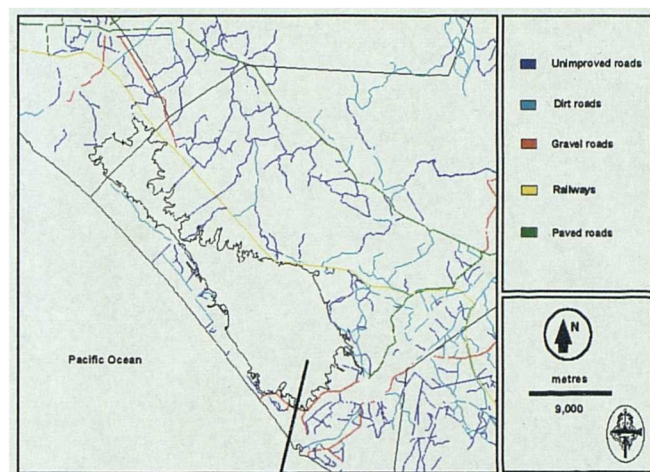 Unimproved roads
Dirt roads
Gravel roads
Railways
Paved roads
Pacific Ocean
N
metres
9,000